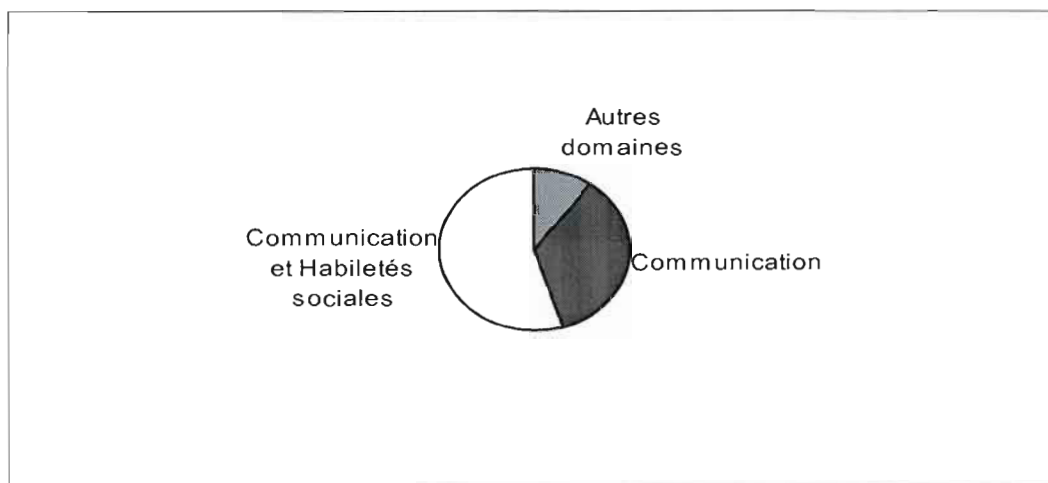 Autres
domaines
Communication
et Habiletés
sociales
Communication